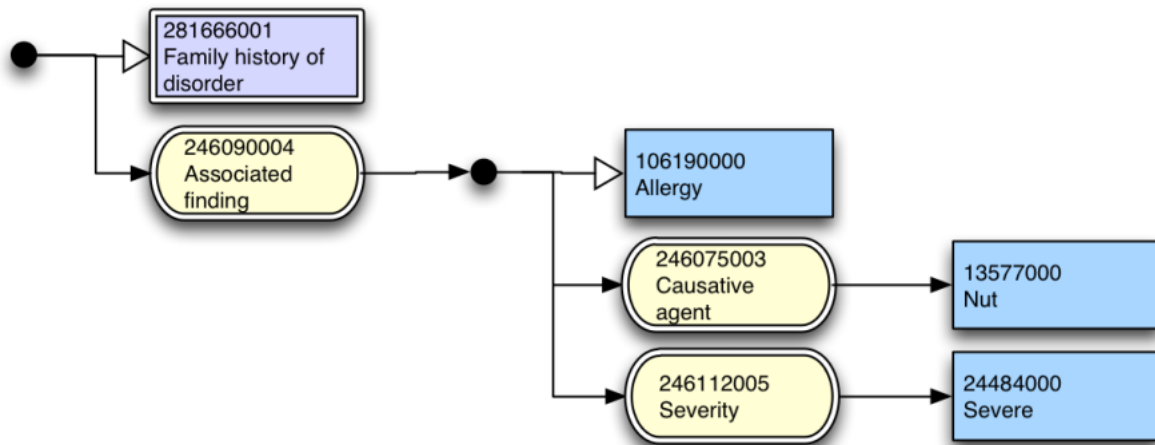 281666001
Family history of
disorder
246090004
Associated
finding
106190000
Allergy
246075003
Causative
agent
13577000
Nut
246112005
Severity
24484000
Severe